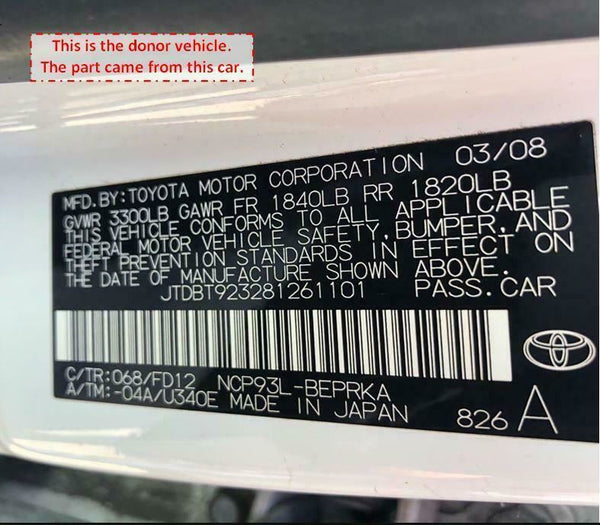 This is the donor vehicle.
The part came from this car.
MFD. BY: TOYOTA MOTOR CORPORATION 03/08
GVWR 3300LB GAWR FR 1840LB RR 1820LB
THIS VEHICLE CONFORMS TO ALL APPLICABLE
FEDERAL MOTOR VEHICLE SAFETY, BUMPER, AND
THEFT PREVENTION STANDARDS IN EFFECT ON
THE DATE OF MANUFACTURE SHOWN ABOVE.
JTDBT923281261101 PASS. CAR
C/TR: 068/FD12 NCP93L-BEPRKA
A/TM: -04A/U340E MADE IN JAPAN 826 A